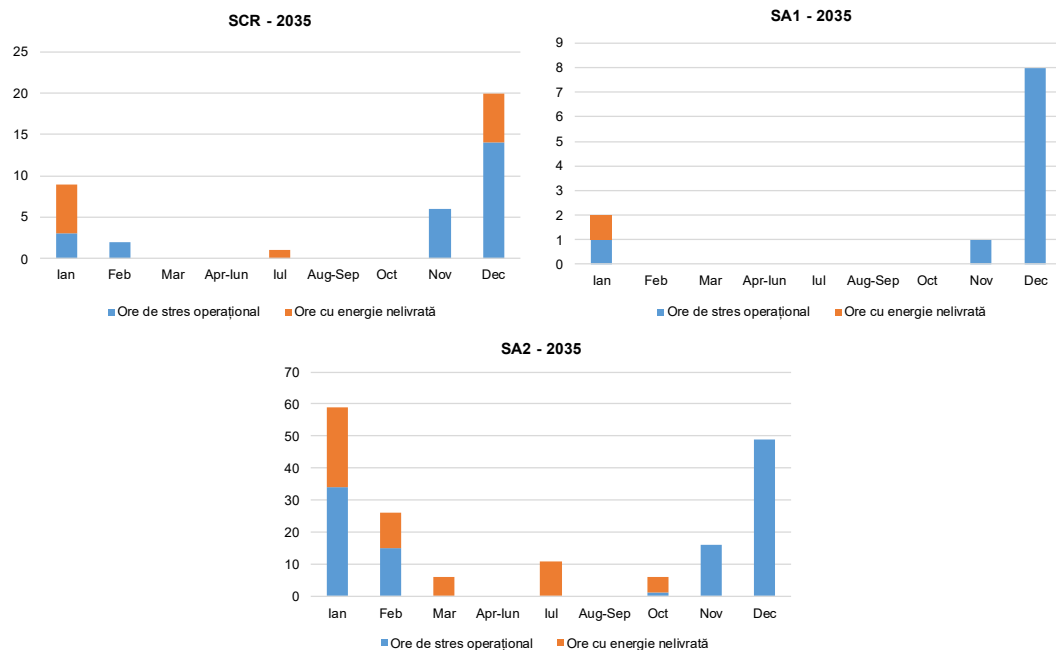 SCR - 2035
25
20
15
10
5
0
Ian Feb Mar Apr-Iun Iul Aug-Sep Oct Nov Dec
Ore de stres operațional Ore cu energie nelivrată
SA1 - 2035
9
8
7
6
5
4
3
2
1
0
Ian Feb Mar Apr-Iun Iul Aug-Sep Oct Nov Dec
Ore de stres operațional Ore cu energie nelivrată
SA2 - 2035
70
60
50
40
30
20
10
0
Ian Feb Mar Apr-Iun Iul Aug-Sep Oct Nov Dec
Ore de stres operațional Ore cu energie nelivrată